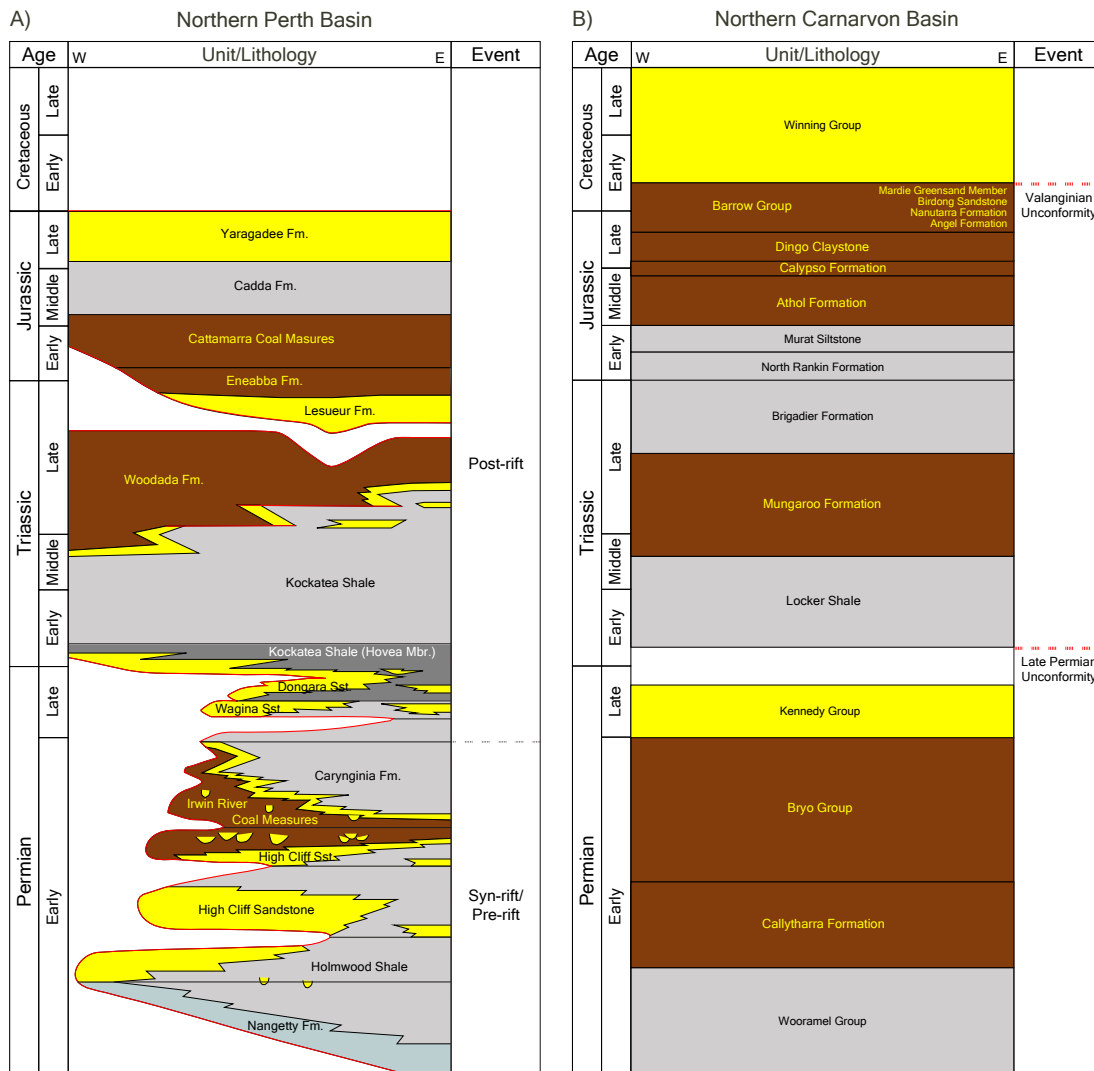 A)
Northern Perth Basin
Age
W
Unit/Lithology
E
Event
Cretaceous
Late
Early
Jurassic
Late
Middle
Early
Triassic
Late
Middle
Early
Permian
Late
Early
Yaragadee Fm.
Cadda Fm.
Cattamarra Coal Masures
Eneabba Fm.
Lesueur Fm.
Woodada Fm.
Kockatea Shale
Kockatea Shale (Hovea Mbr.)
Dongara Sst.
Wagina Sst.
Carynginia Fm.
Irwin River
Coal Measures
High Cliff Sst.
High Cliff Sandstone
Holmwood Shale
Nangetty Fm.
Post-rift
Syn-rift/
Pre-rift
B)
Northern Carnarvon Basin
Age
W
Unit/Lithology
E
Event
Cretaceous
Late
Early
Jurassic
Late
Middle
Early
Triassic
Late
Middle
Early
Permian
Late
Early
Winning Group
Barrow Group
Mardie Greensand Member
Birdong Sandstone
Nanutarra Formation
Angel Formation
Dingo Claystone
Calypso Formation
Athol Formation
Murat Siltstone
North Rankin Formation
Brigadier Formation
Mungaroo Formation
Locker Shale
Kennedy Group
Bryo Group
Callytharra Formation
Wooramel Group
Valanginian
Unconformity
Late Permian
Unconformity